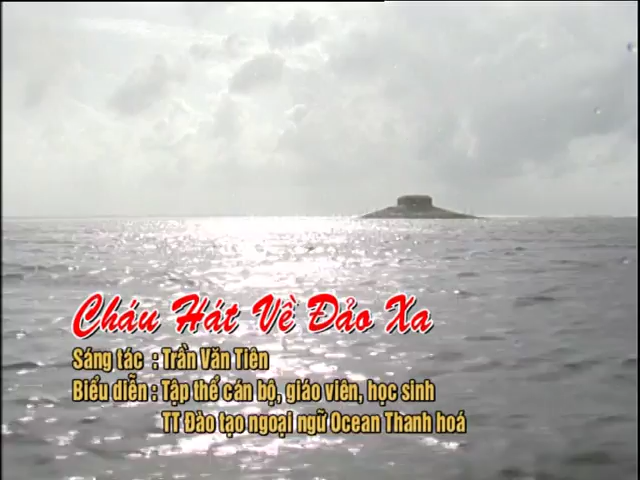 Cháu Hát Về Đảo Xa
Sáng tác : Trần Văn Tiên
Biểu diễn : Tập thể cán bộ, giáo viên, học sinh
TT Đào tạo ngoại ngữ Ocean Thanh hoá